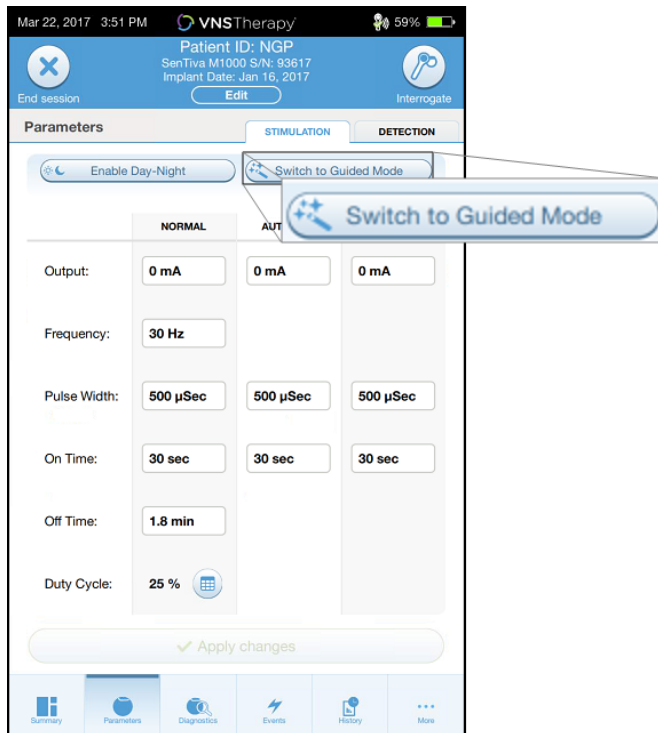 Mar 22, 2017 3:51 PM VNSTherapy 59%
Patient ID: NGP
SenTiva M1000 S/N: 93617
Implant Date: Jan 16, 2017
End session Edit Interrogate
Parameters STIMULATION DETECTION
Enable Day-Night Switch to Guided Mode
Switch to Guided Mode
NORMAL
Output: 0 mA 0 mA 0 mA
Frequency: 30 Hz
Pulse Width: 500 µSec 500 µSec 500 µSec
On Time: 30 sec 30 sec 30 sec
Off Time: 1.8 min
Duty Cycle: 25 %
Apply changes
Summary Parameters Diagnostics Events History More